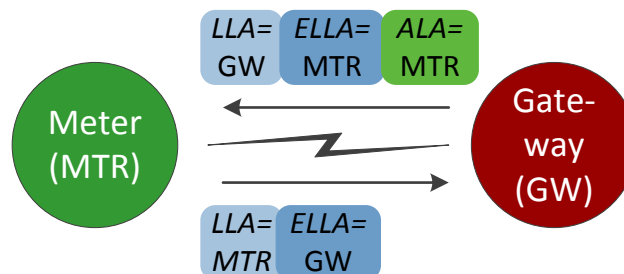 LLA= ELLA= ALA=
GW MTR MTR
Meter
(MTR)
Gate-
way
(GW)
LLA= ELLA=
MTR GW